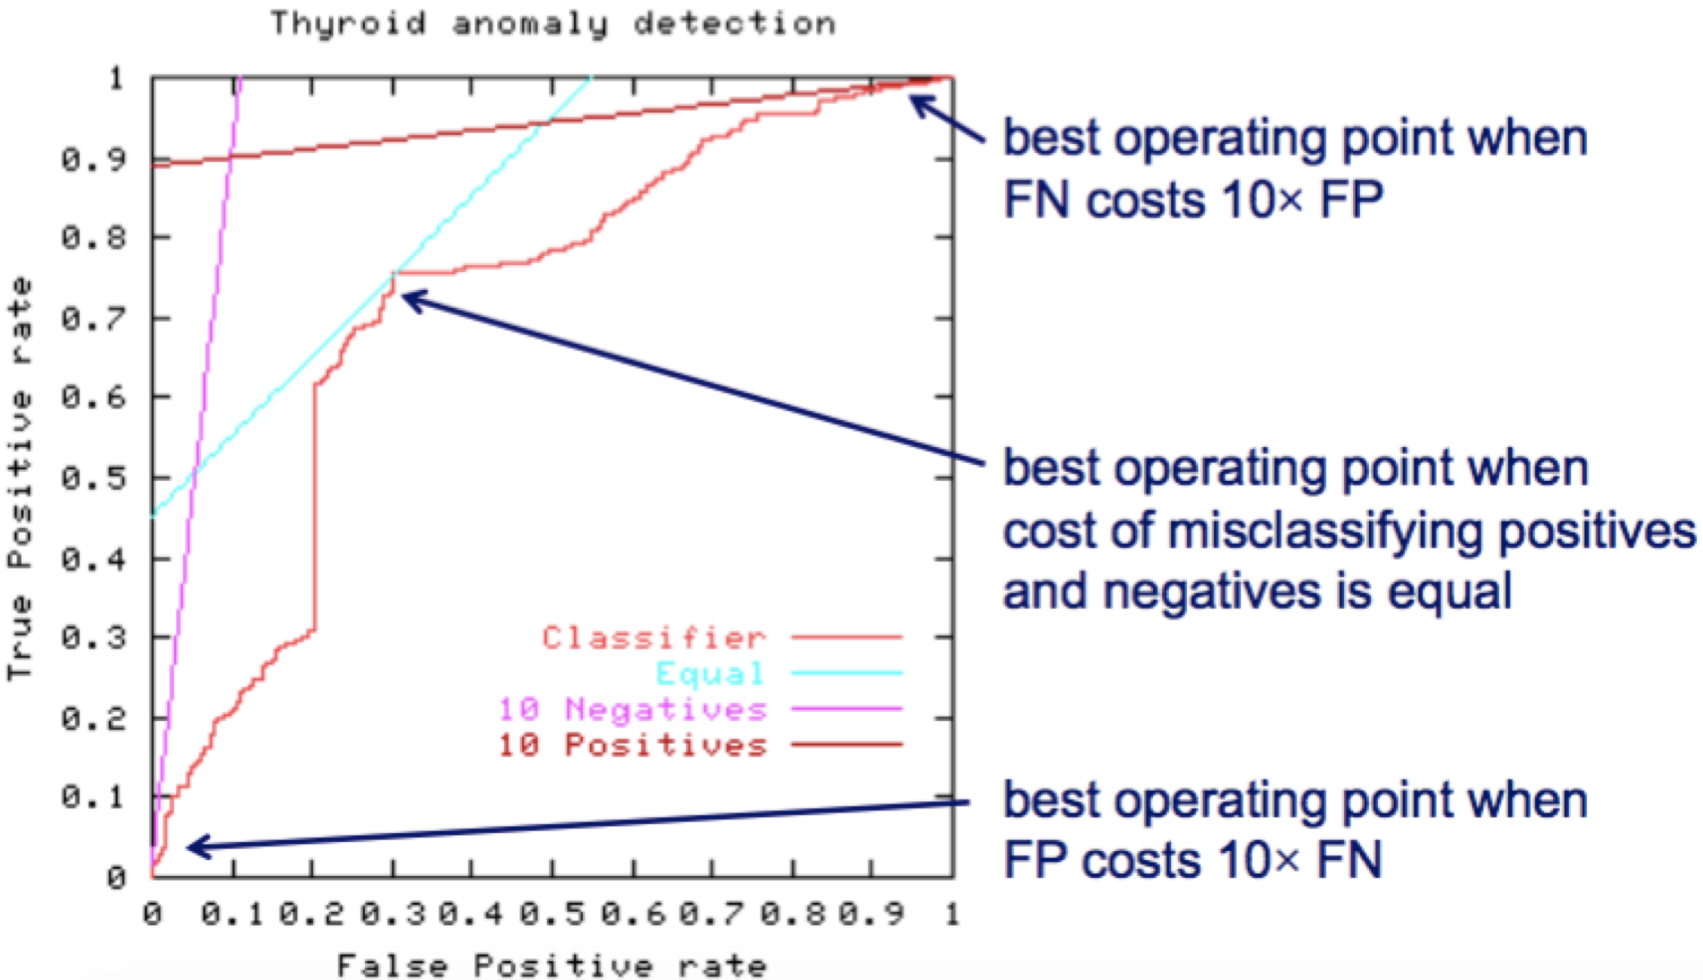 Thyroid anomaly detection
True Positive rate
1
0.9
0.8
0.7
0.6
0.5
0.4
0.3
0.2
0.1
0
0 0.1 0.2 0.3 0.4 0.5 0.6 0.7 0.8 0.9 1
False Positive rate
Classifier
Equal
10 Negatives
10 Positives
best operating point when
FN costs 10× FP
best operating point when
cost of misclassifying positives
and negatives is equal
best operating point when
FP costs 10× FN